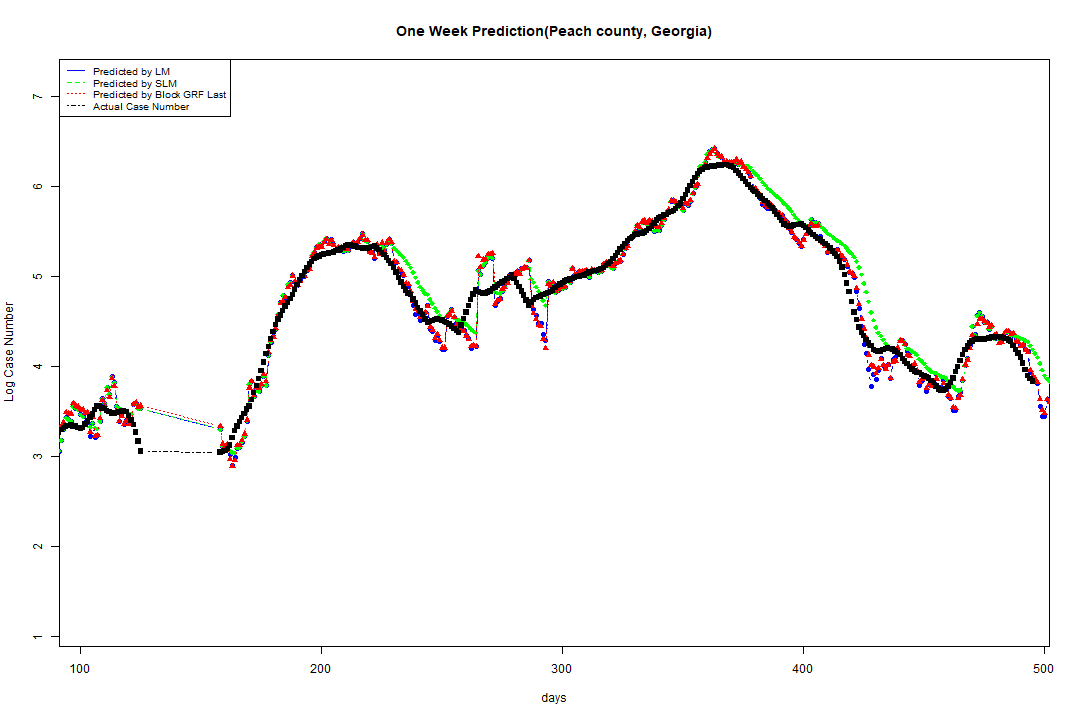 One Week Prediction(Peach county, Georgia)
Predicted by LM
Predicted by SLM
Predicted by Block GRF Last
Actual Case Number
7
6
5
4
3
2
1
Log Case Number
100 200 300 400 500
days